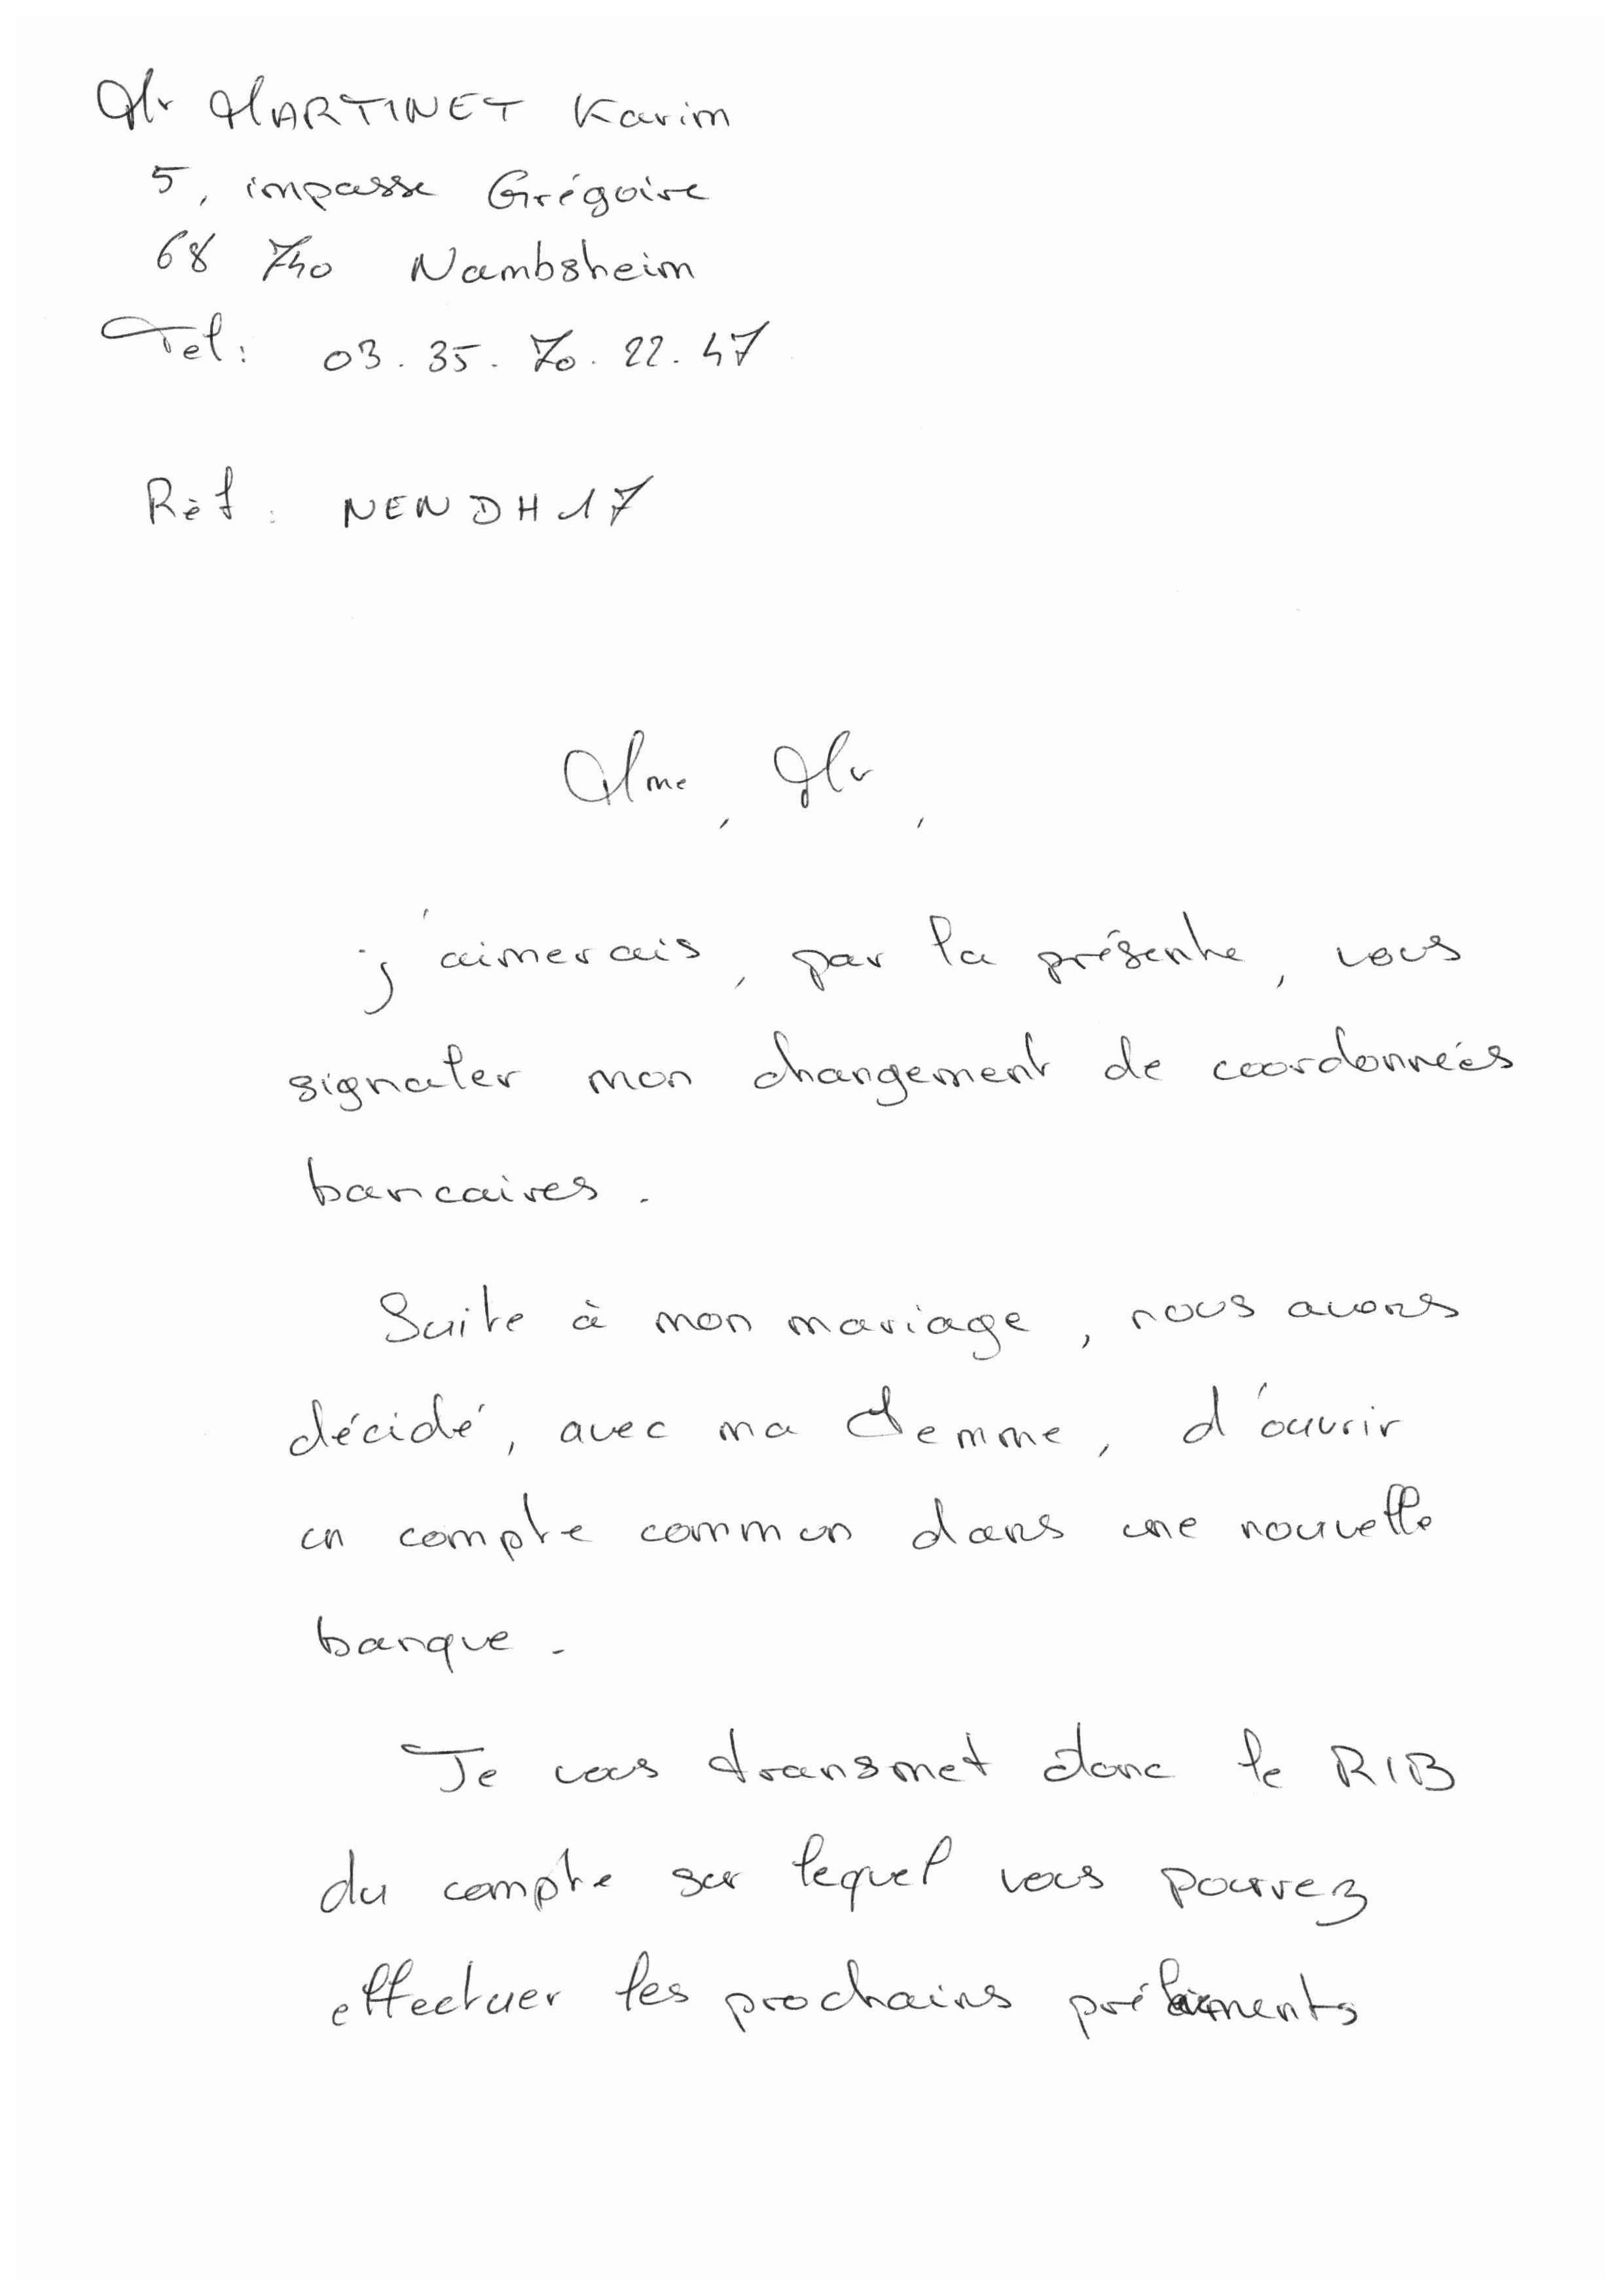 Mr MARTINET Karim
5, impasse Grégoire
68 740 Nambsheim
Tel: 03.35.70.22.47
Réf : NENDH17
Mme, Mr,
j'aimerais, par la présente, vous
signaler mon changement de coordonnées
bancaires.
Suite à mon mariage, nous avons
décidé, avec ma femme, d'ouvrir
un compte commun dans une nouvelle
banque.
Je vous transmet donc le RIB
du compte sur lequel vous pourrez
effectuer les prochains